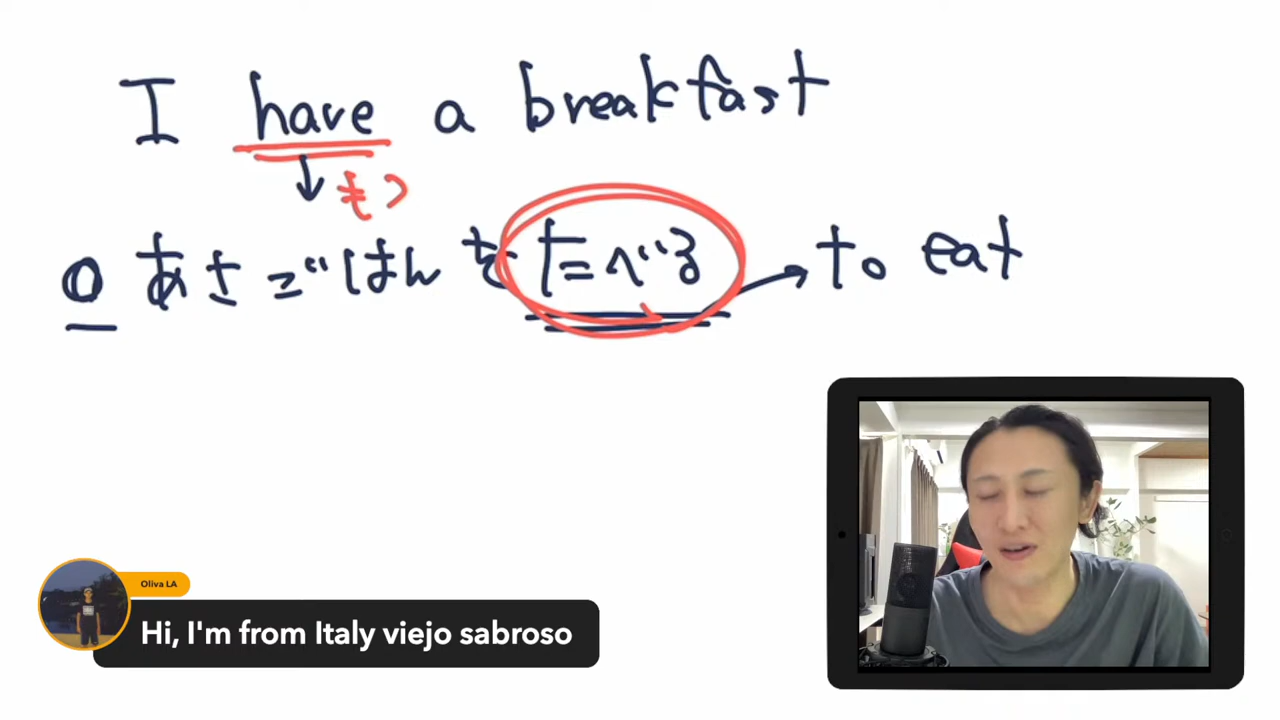 I have a breakfast
↓ もつ
○ あさごはんをたべる → to eat
Oliva LA
Hi, I'm from Italy viejo sabroso